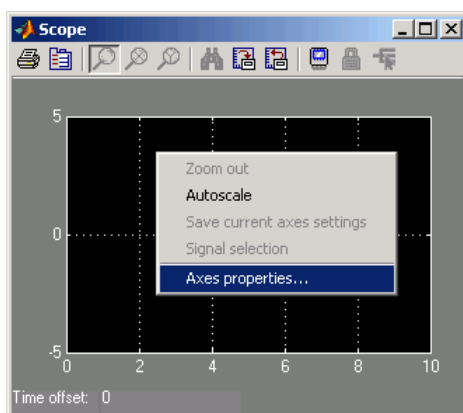 Scope
5
Zoom out
Autoscale
Save current axes settings
0
Signal selection
Axes properties...
-5
0 2 4 6 8 10
Time offset: 0